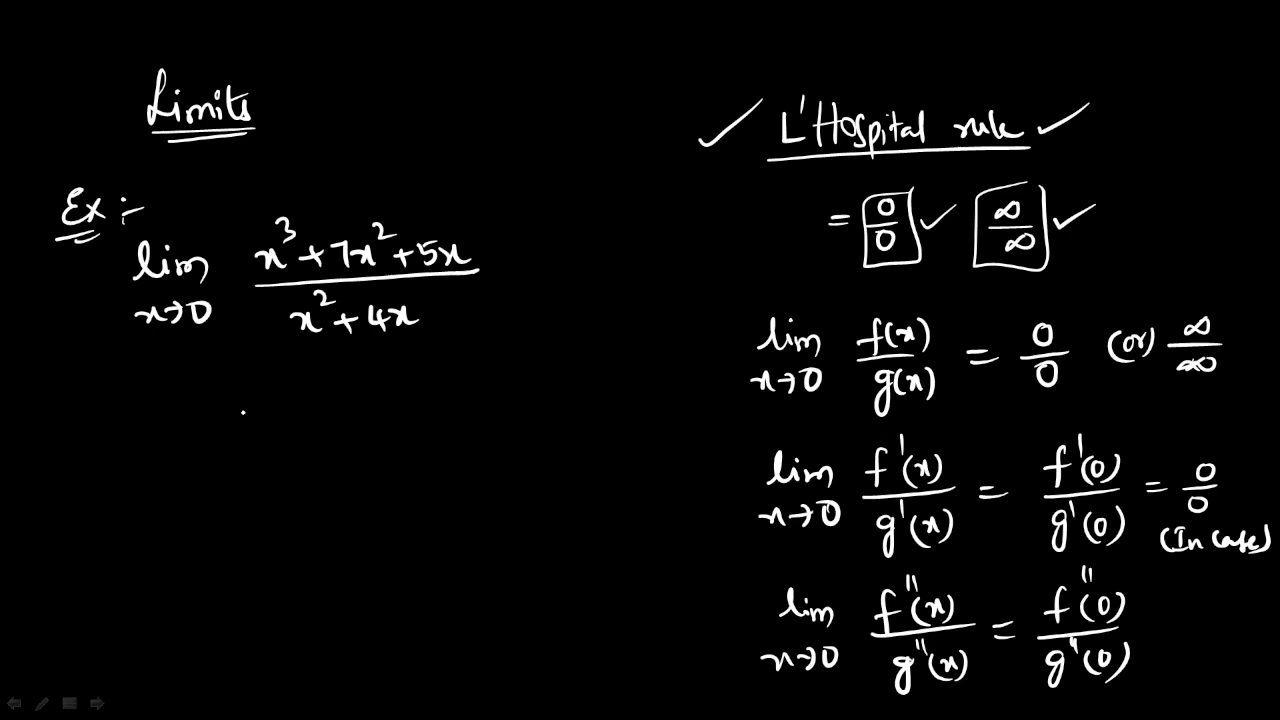 Limits
Ex :-
lim x→0 (x³ + 7x² + 5x) / (x² + 4x)
✓ L'Hospital rule ✓
= 0/0 ✓ ∞/∞ ✓
lim x→0 f(x)/g(x) = 0/0 (or) ∞/∞
lim x→0 f'(x)/g'(x) = f'(0)/g'(0) = 0/0
(In case)
lim x→0 f''(x)/g''(x) = f''(0)/g''(0)